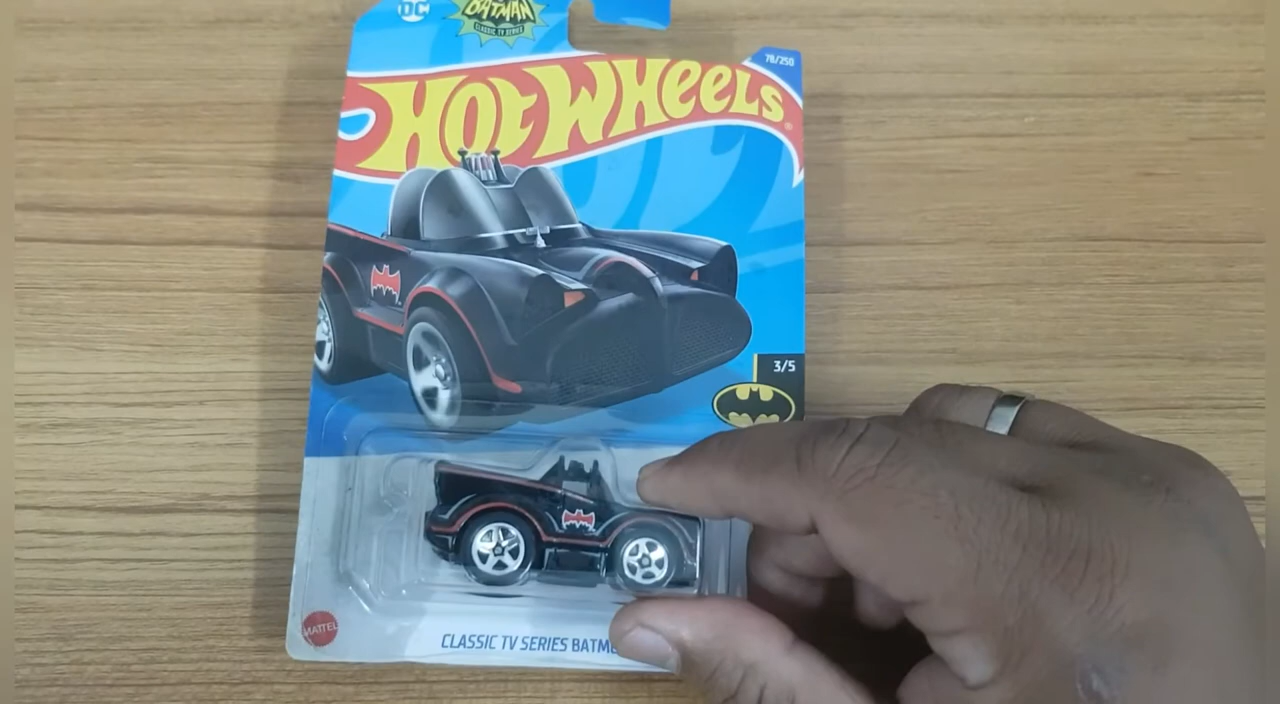 DC
BATMAN
CLASSIC TV SERIES
78/250
HOT WHEELS
3/5
MATTEL
CLASSIC TV SERIES BATM